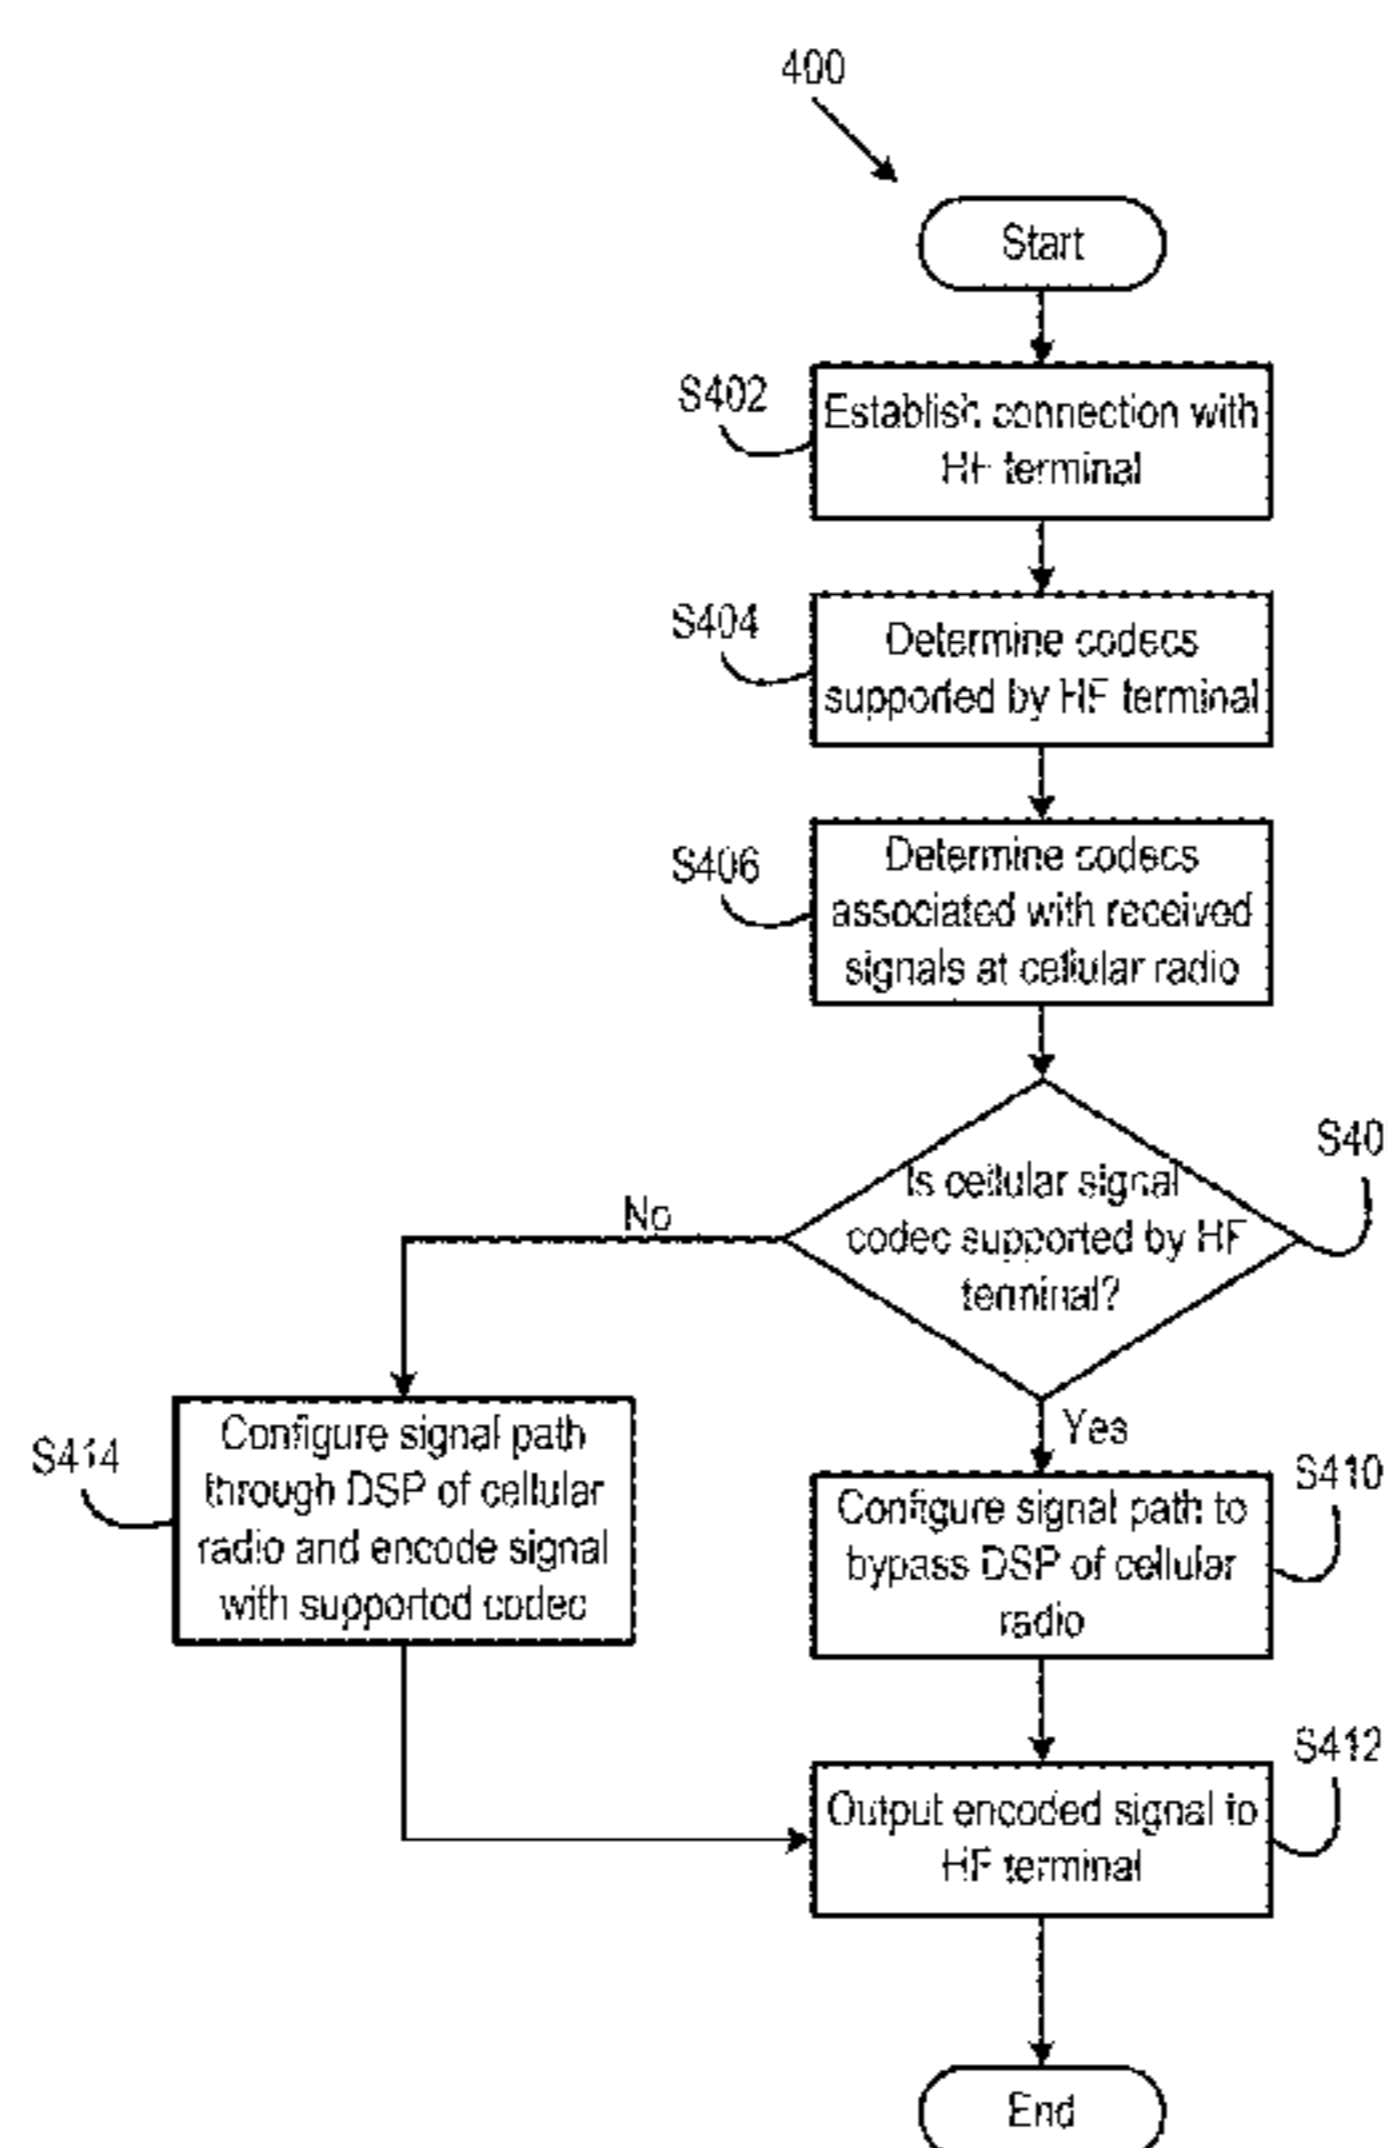 400
Start
S402
Establish connection with
HF terminal
S404
Determine codecs
supported by HF terminal
S406
Determine codecs
associated with received
signals at cellular radio
S40
Is cellular signal
codec supported by HF
terminal?
No
Yes
S414
Configure signal path
through DSP of cellular
radio and encode signal
with supported codec
S410
Configure signal path to
bypass DSP of cellular
radio
S412
Output encoded signal to
HF terminal
End